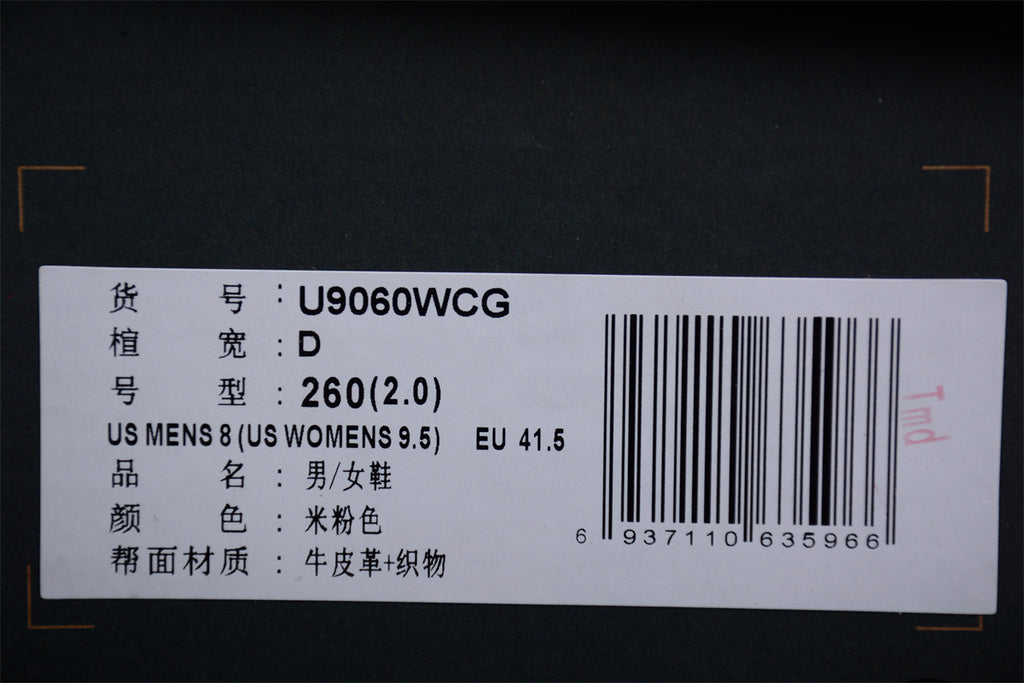 货 号 : U9060WCG
楦 宽 : D
号 型 : 260(2.0)
US MENS 8 (US WOMENS 9.5) EU 41.5
品 名 : 男/女鞋
颜 色 : 米粉色
帮面材质 : 牛皮革+织物
6 937110 635966
Tmd